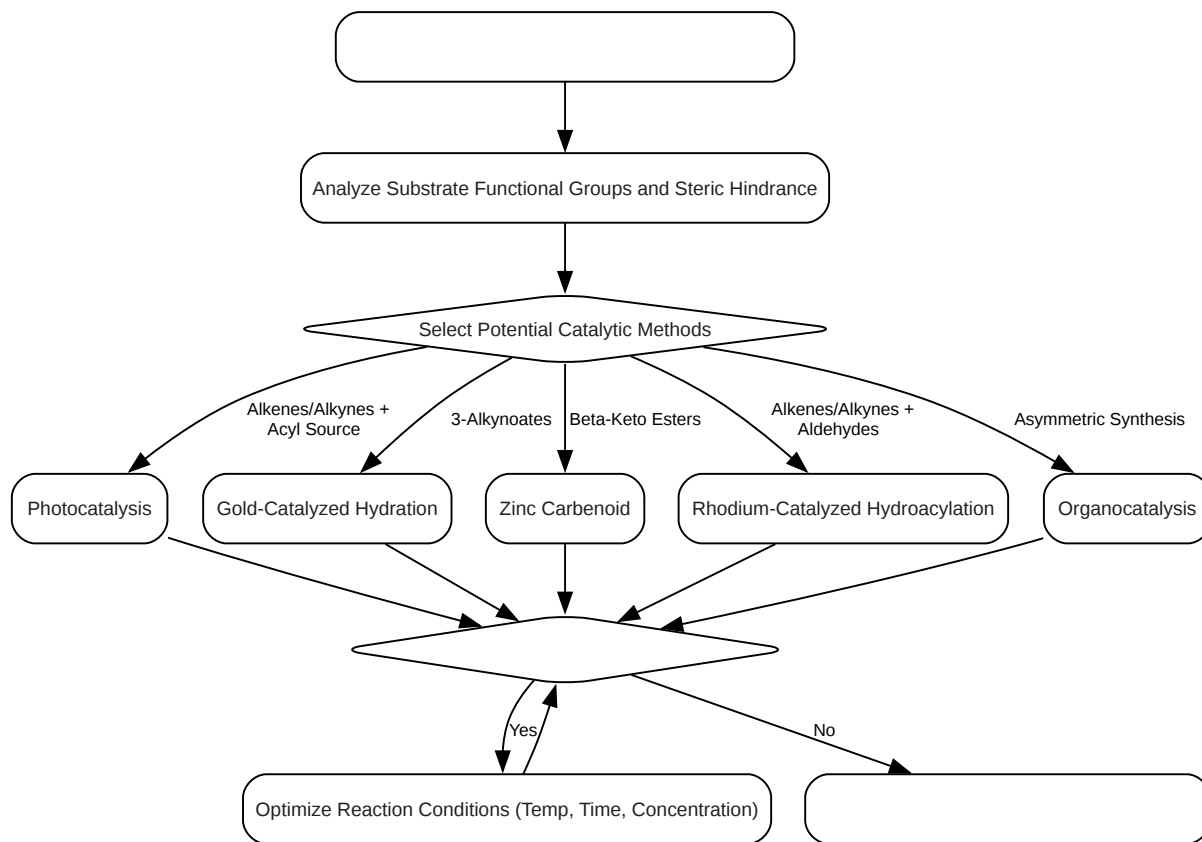 Analyze Substrate Functional Groups and Steric Hindrance
Select Potential Catalytic Methods
Alkenes/Alkynes +
Acyl Source
3-Alkynoates
Beta-Keto Esters
Alkenes/Alkynes +
Aldehydes
Asymmetric Synthesis
Photocatalysis
Gold-Catalyzed Hydration
Zinc Carbenoid
Rhodium-Catalyzed Hydroacylation
Organocatalysis
Yes
No
Optimize Reaction Conditions (Temp, Time, Concentration)